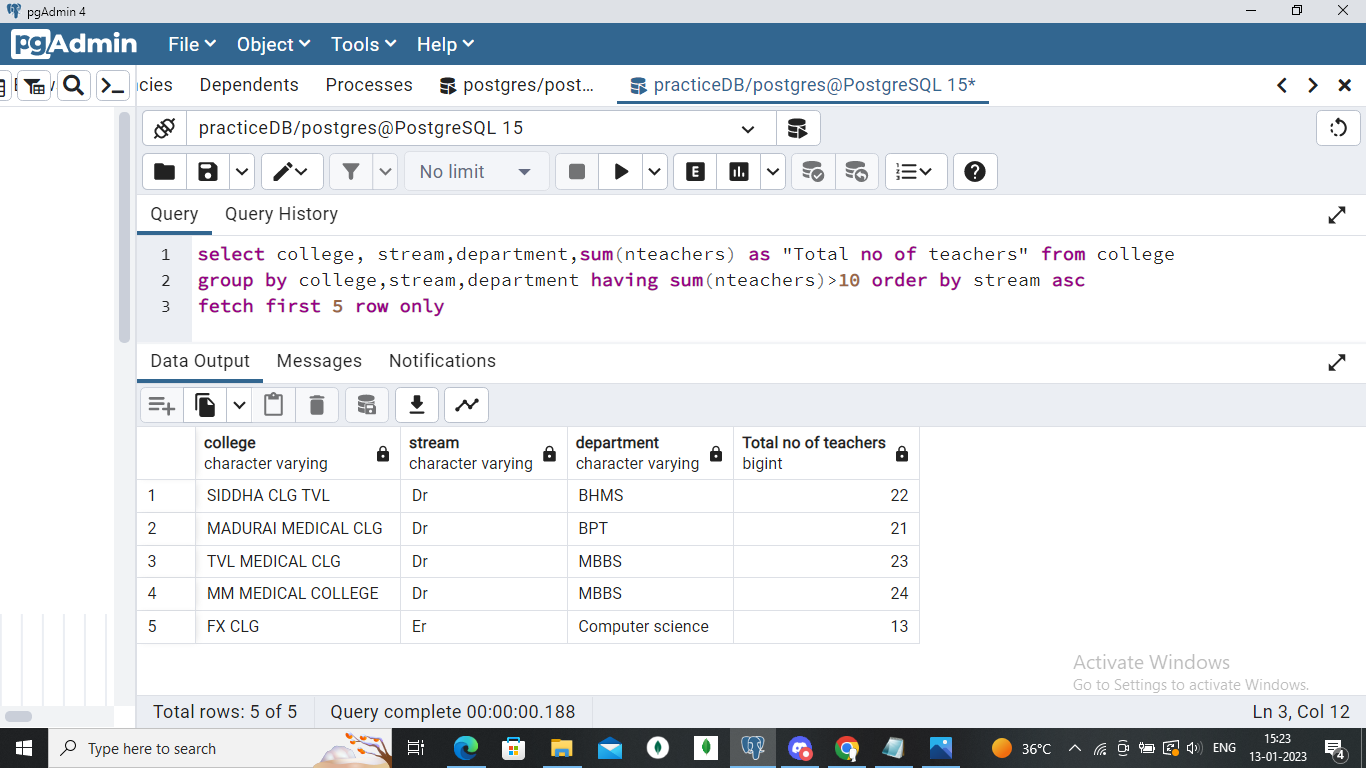 pgAdmin 4
pgAdmin File Object Tools Help
cies Dependents Processes postgres/post... practiceDB/postgres@PostgreSQL 15*
practiceDB/postgres@PostgreSQL 15
No limit E
Query Query History
1 select college, stream,department,sum(nteachers) as "Total no of teachers" from college
2 group by college,stream,department having sum(nteachers)>10 order by stream asc
3 fetch first 5 row only
Data Output Messages Notifications
college stream department Total no of teachers
character varying character varying character varying bigint
1 SIDDHA CLG TVL Dr BHMS 22
2 MADURAI MEDICAL CLG Dr BPT 21
3 TVL MEDICAL CLG Dr MBBS 23
4 MM MEDICAL COLLEGE Dr MBBS 24
5 FX CLG Er Computer science 13
Activate Windows
Go to Settings to activate Windows.
Total rows: 5 of 5 Query complete 00:00:00.188 Ln 3, Col 12
Type here to search 36°C ENG 15:23
13-01-2023 4